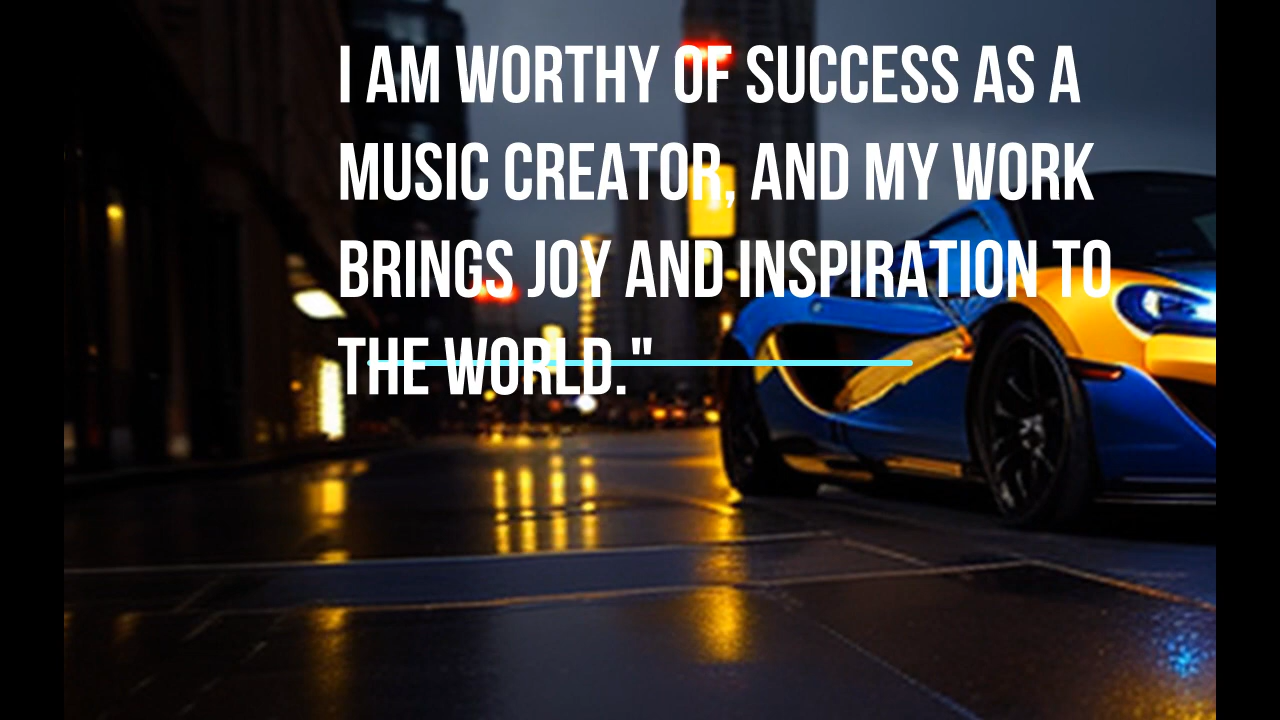 I AM WORTHY OF SUCCESS AS A
MUSIC CREATOR, AND MY WORK
BRINGS JOY AND INSPIRATION TO
THE WORLD."